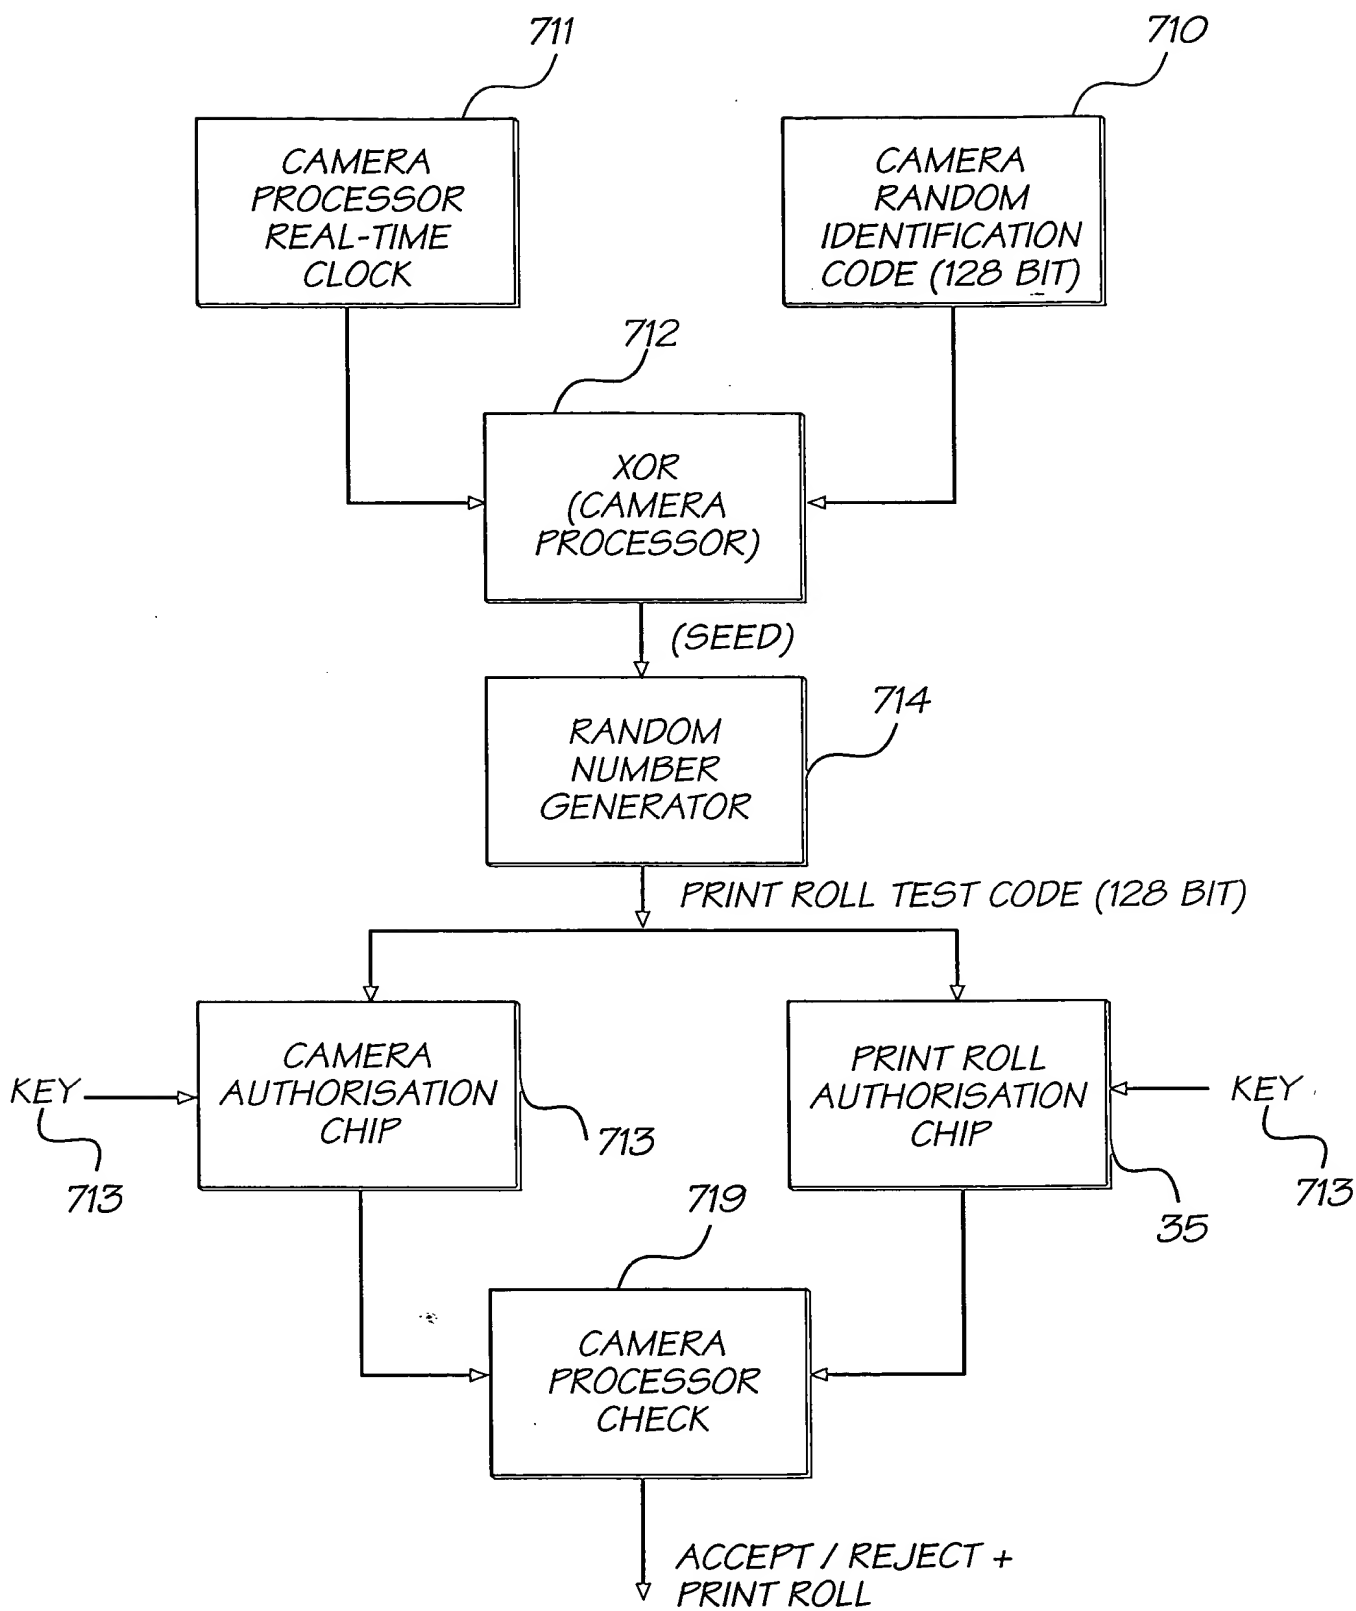 711
710
CAMERA
PROCESSOR
REAL-TIME
CLOCK
CAMERA
RANDOM
IDENTIFICATION
CODE (128 BIT)
712
XOR
(CAMERA
PROCESSOR)
(SEED)
714
RANDOM
NUMBER
GENERATOR
PRINT ROLL TEST CODE (128 BIT)
KEY
713
CAMERA
AUTHORISATION
CHIP
713
PRINT ROLL
AUTHORISATION
CHIP
35
KEY
713
719
CAMERA
PROCESSOR
CHECK
ACCEPT / REJECT +
PRINT ROLL